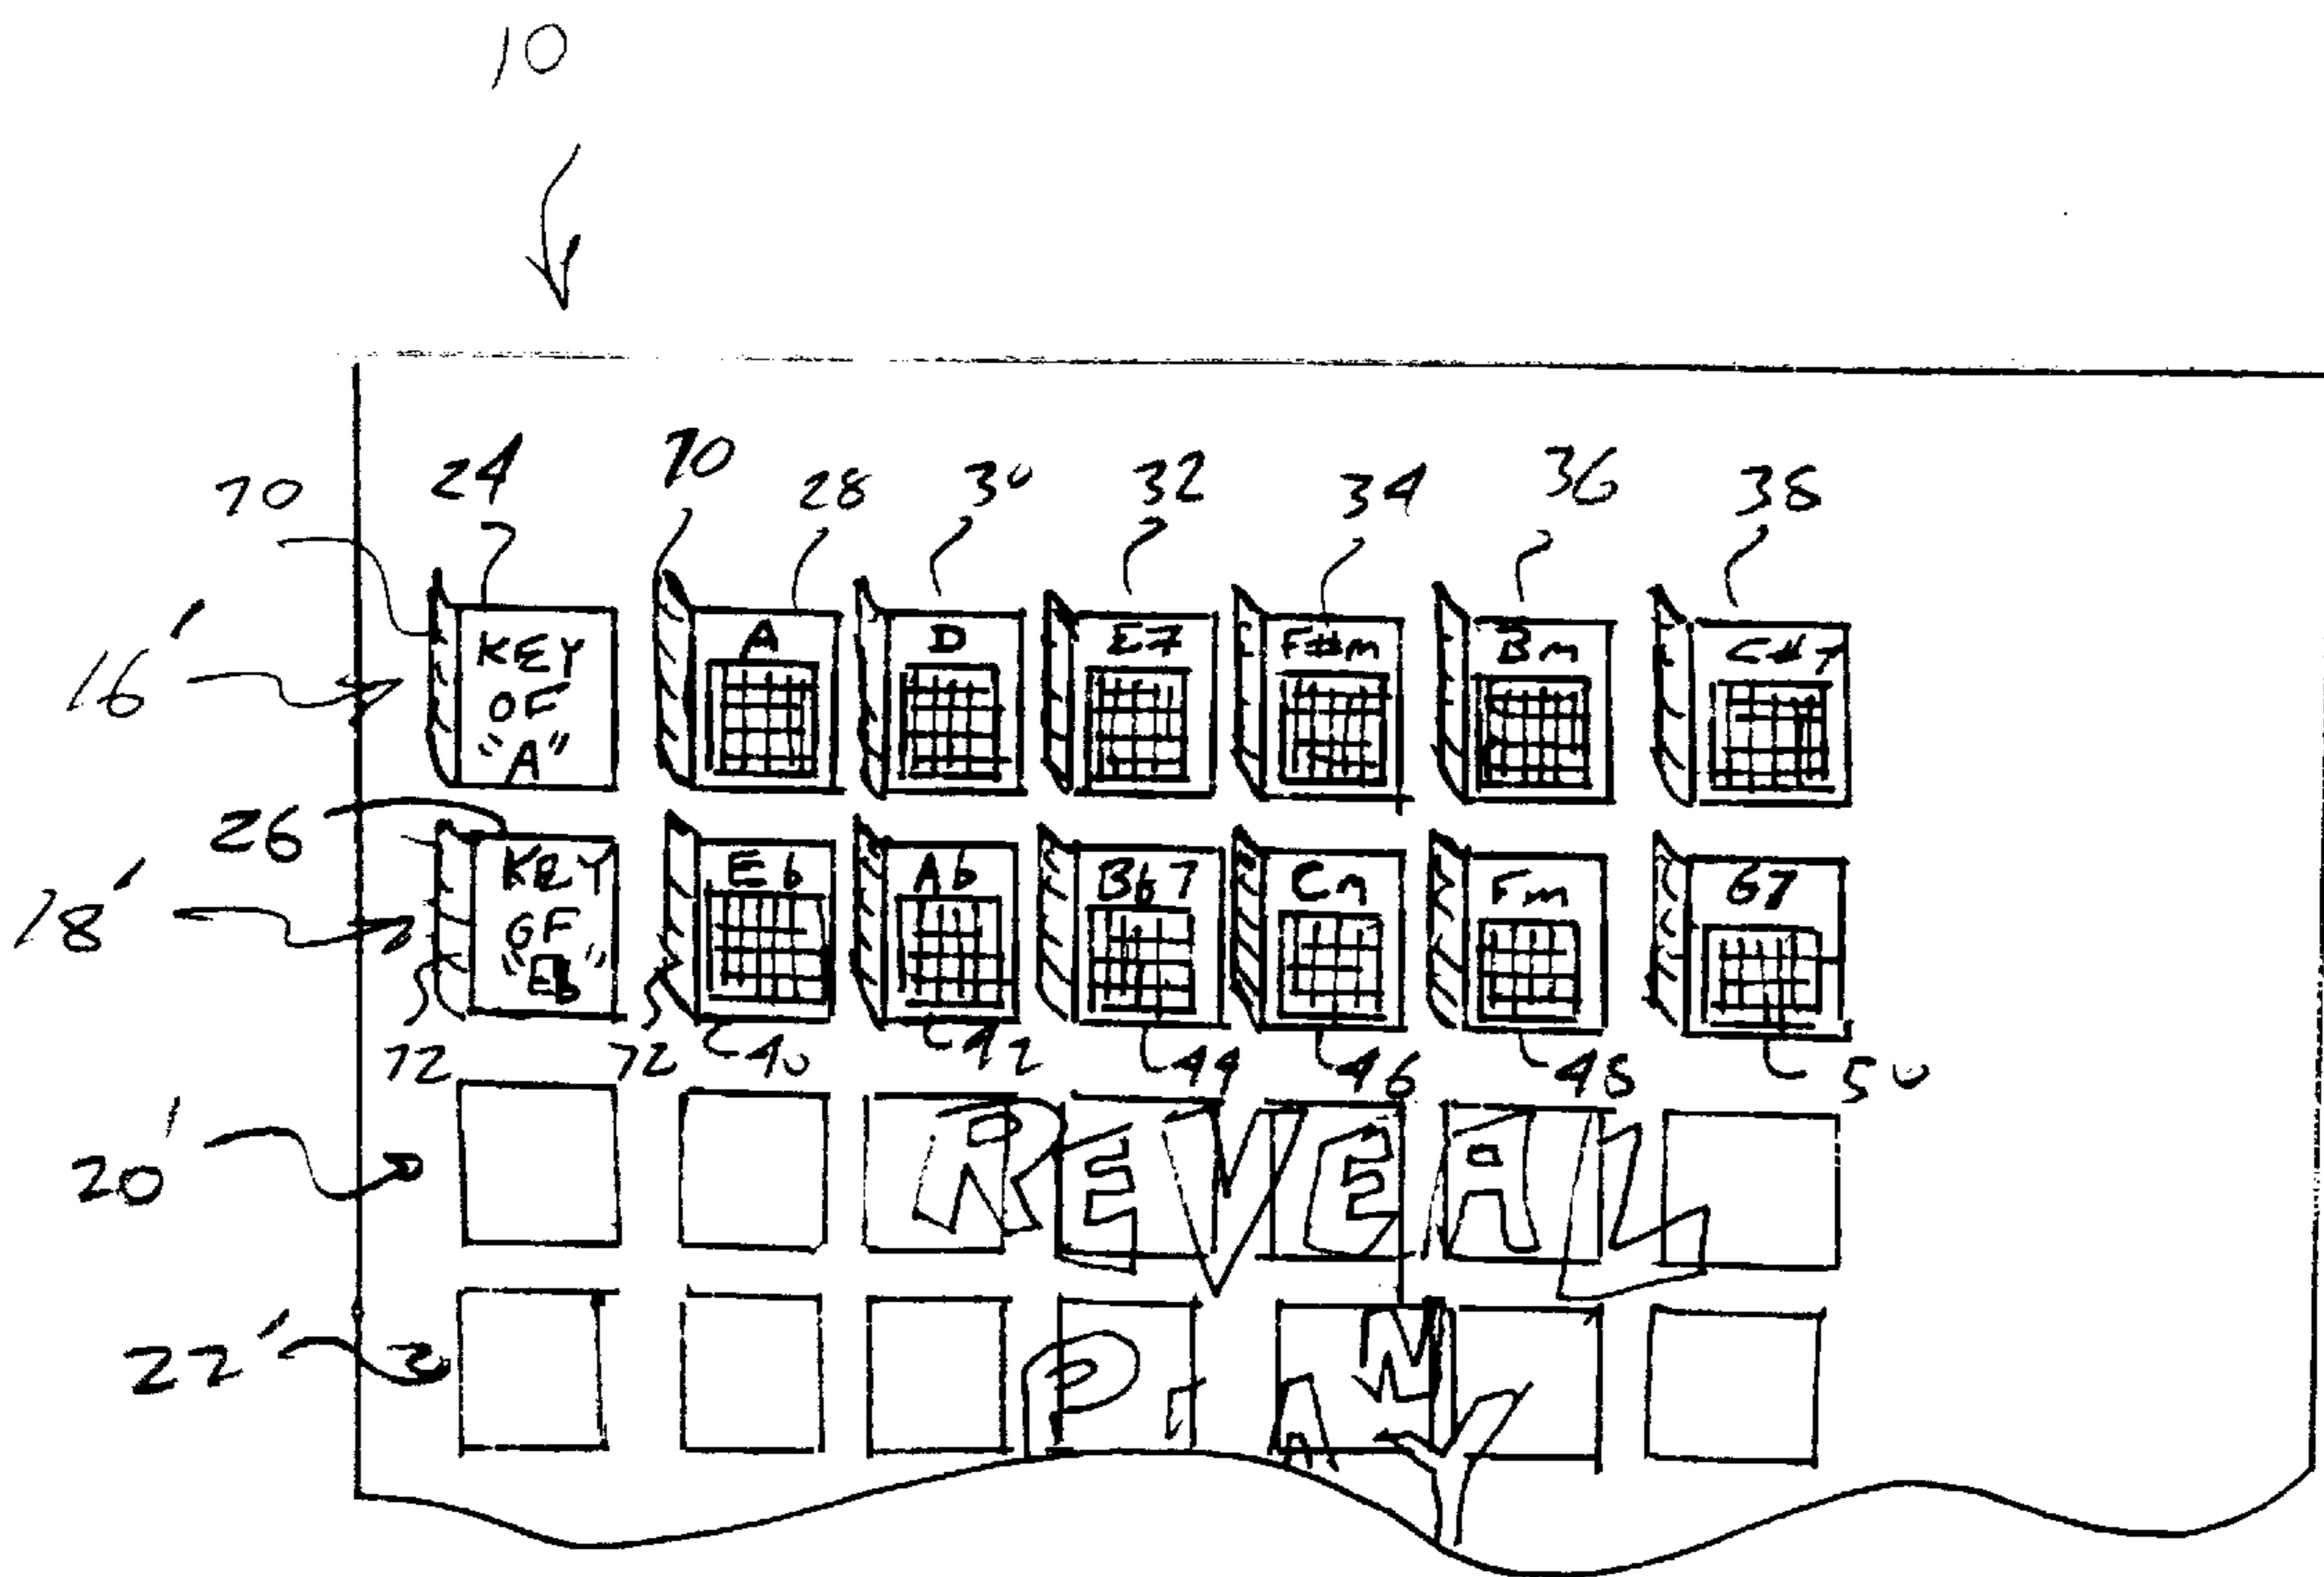 10
70 24 70 28 30 32 34 36 38
16'
KEY OF "A" A D E7 F#m Bm C#7
26
18'
KEY OF "Eb" Eb Ab Bb7 Cm Fm G7
72 72 40 42 44 46 48 50
20'
REVEAL
22'
PLAY